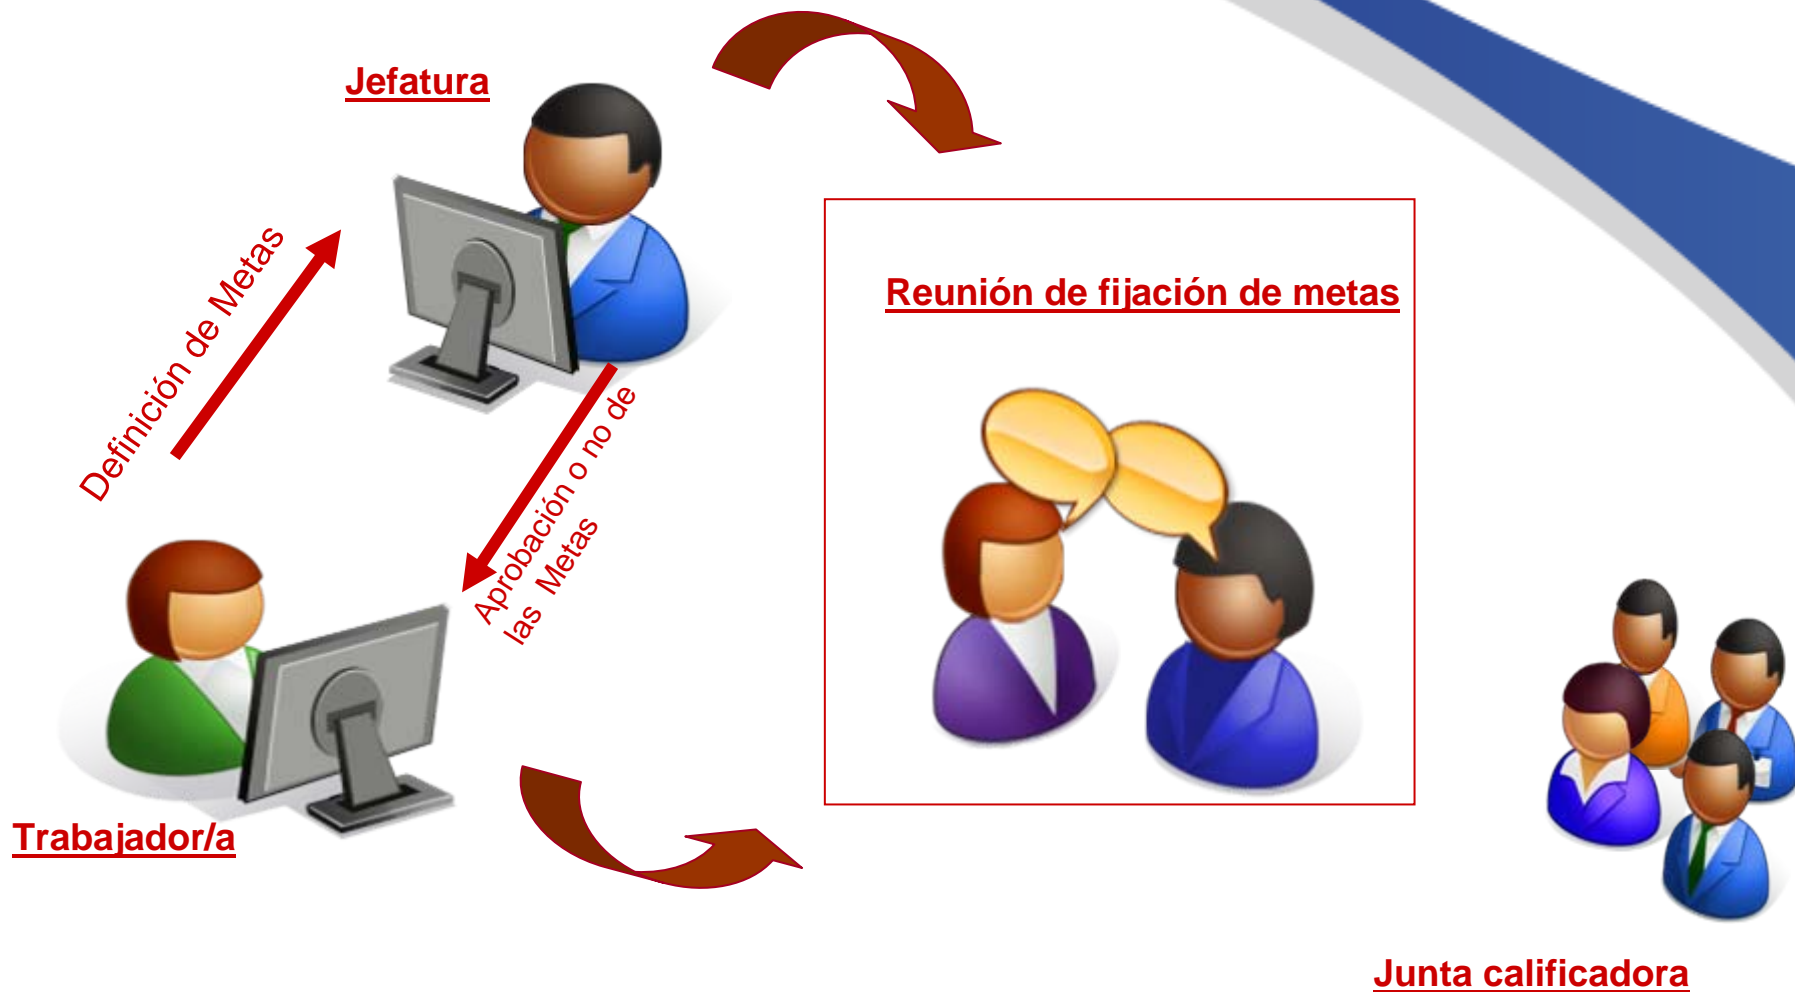 Jefatura
Definición de Metas
Reunión de fijación de metas
Aprobación o no de
las Metas
Trabajador/a
Junta calificadora